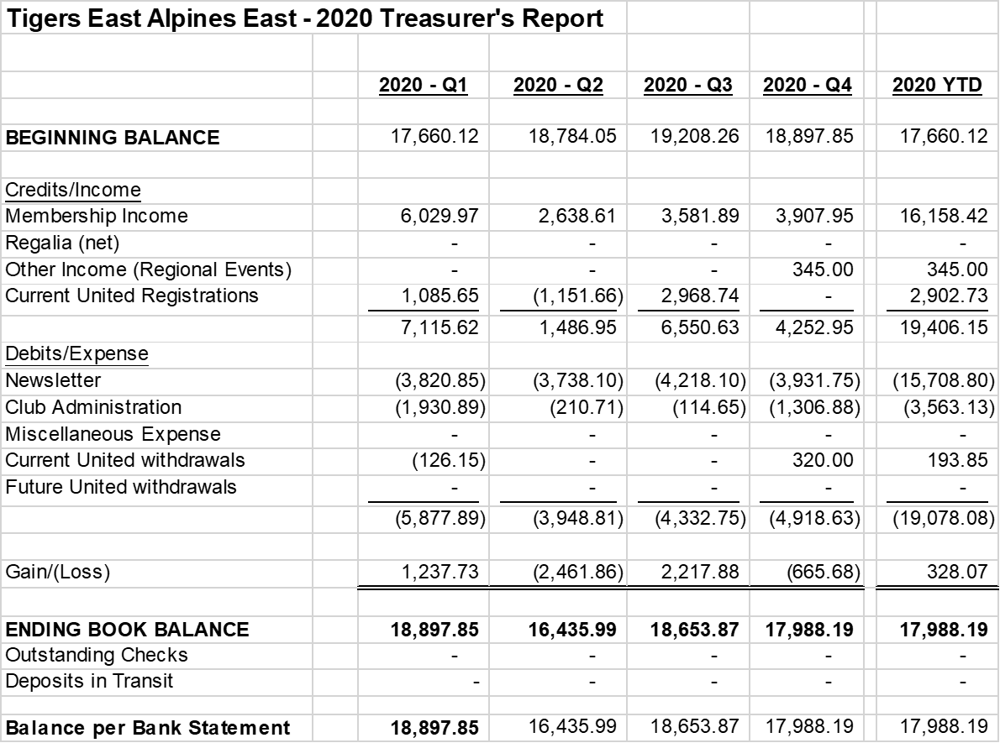 Tigers East Alpines East - 2020 Treasurer's Report
2020 - Q1 2020 - Q2 2020 - Q3 2020 - Q4 2020 YTD
BEGINNING BALANCE 17,660.12 18,784.05 19,208.26 18,897.85 17,660.12
Credits/Income
Membership Income 6,029.97 2,638.61 3,581.89 3,907.95 16,158.42
Regalia (net) - - - - -
Other Income (Regional Events) - - - 345.00 345.00
Current United Registrations 1,085.65 (1,151.66) 2,968.74 - 2,902.73
7,115.62 1,486.95 6,550.63 4,252.95 19,406.15
Debits/Expense
Newsletter (3,820.85) (3,738.10) (4,218.10) (3,931.75) (15,708.80)
Club Administration (1,930.89) (210.71) (114.65) (1,306.88) (3,563.13)
Miscellaneous Expense - - - - -
Current United withdrawals (126.15) - - 320.00 193.85
Future United withdrawals - - - - -
(5,877.89) (3,948.81) (4,332.75) (4,918.63) (19,078.08)
Gain/(Loss) 1,237.73 (2,461.86) 2,217.88 (665.68) 328.07
ENDING BOOK BALANCE 18,897.85 16,435.99 18,653.87 17,988.19 17,988.19
Outstanding Checks - - - - -
Deposits in Transit - - - - -
Balance per Bank Statement 18,897.85 16,435.99 18,653.87 17,988.19 17,988.19